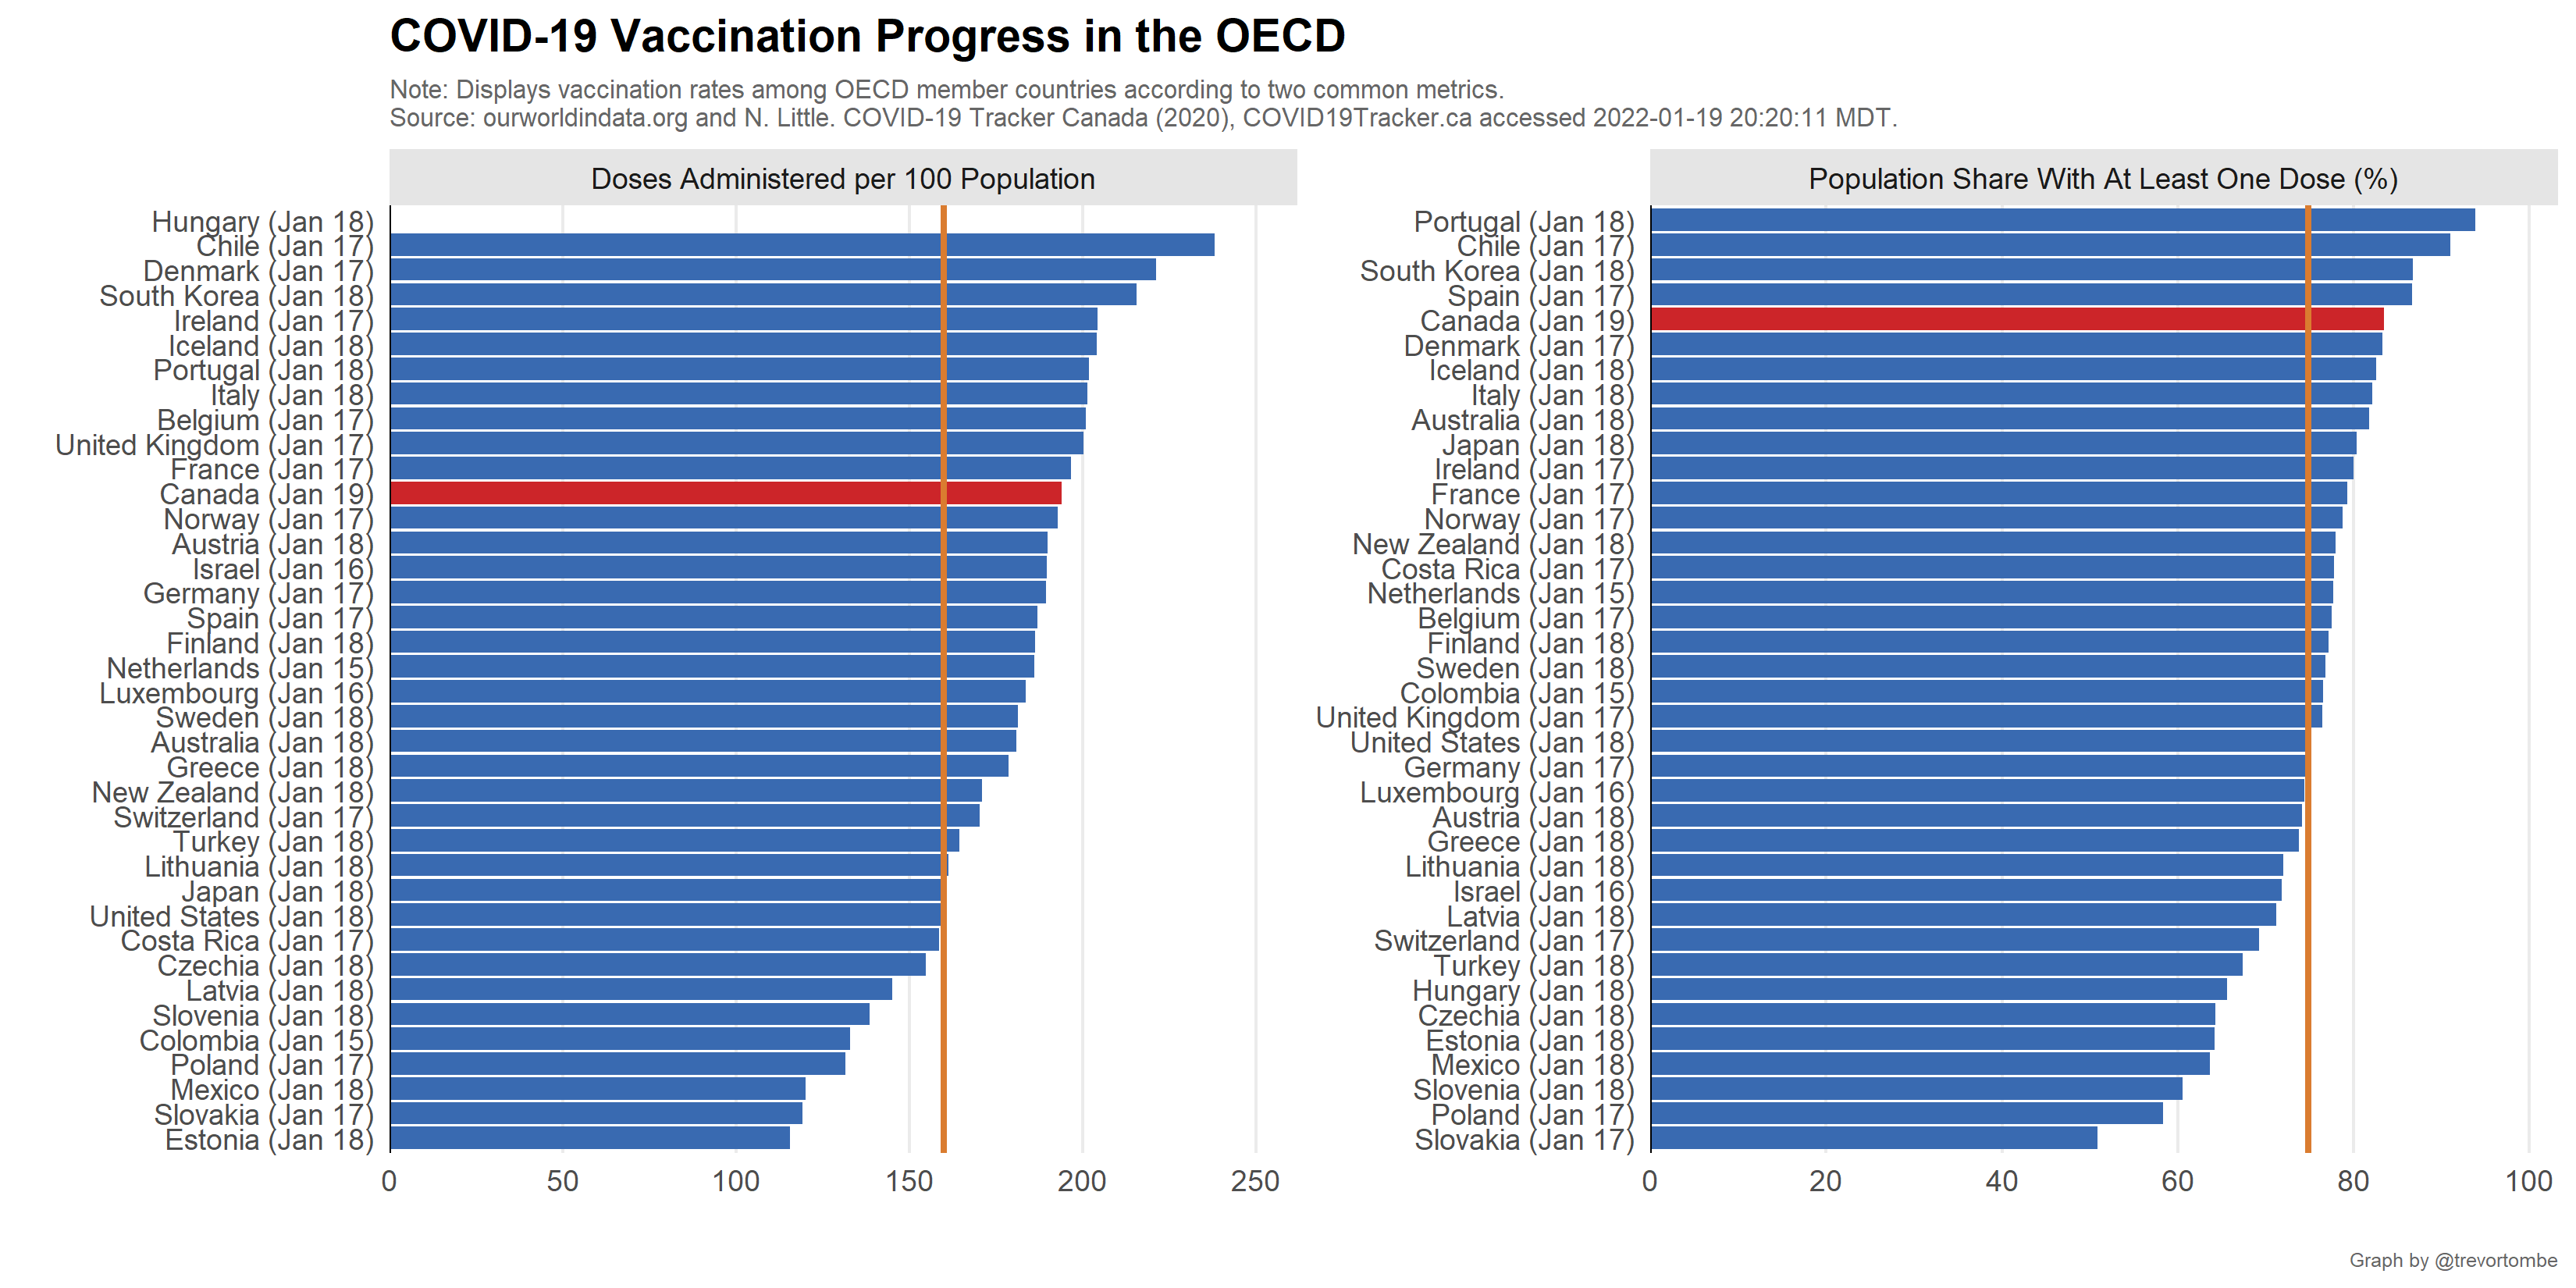 COVID-19 Vaccination Progress in the OECD
Note: Displays vaccination rates among OECD member countries according to two common metrics.
Source: ourworldindata.org and N. Little. COVID-19 Tracker Canada (2020), COVID19Tracker.ca accessed 2022-01-19 20:20:11 MDT.
Doses Administered per 100 Population
Hungary (Jan 18)
Chile (Jan 17)
Denmark (Jan 17)
South Korea (Jan 18)
Ireland (Jan 17)
Iceland (Jan 18)
Portugal (Jan 18)
Italy (Jan 18)
Belgium (Jan 17)
United Kingdom (Jan 17)
France (Jan 17)
Canada (Jan 19)
Norway (Jan 17)
Austria (Jan 18)
Israel (Jan 16)
Germany (Jan 17)
Spain (Jan 17)
Finland (Jan 18)
Netherlands (Jan 15)
Luxembourg (Jan 16)
Sweden (Jan 18)
Australia (Jan 18)
Greece (Jan 18)
New Zealand (Jan 18)
Switzerland (Jan 17)
Turkey (Jan 18)
Lithuania (Jan 18)
Japan (Jan 18)
United States (Jan 18)
Costa Rica (Jan 17)
Czechia (Jan 18)
Latvia (Jan 18)
Slovenia (Jan 18)
Colombia (Jan 15)
Poland (Jan 17)
Mexico (Jan 18)
Slovakia (Jan 17)
Estonia (Jan 18)
0 50 100 150 200 250
Population Share With At Least One Dose (%)
Portugal (Jan 18)
Chile (Jan 17)
South Korea (Jan 18)
Spain (Jan 17)
Canada (Jan 19)
Denmark (Jan 17)
Iceland (Jan 18)
Italy (Jan 18)
Australia (Jan 18)
Japan (Jan 18)
Ireland (Jan 17)
France (Jan 17)
Norway (Jan 17)
New Zealand (Jan 18)
Costa Rica (Jan 17)
Netherlands (Jan 15)
Belgium (Jan 17)
Finland (Jan 18)
Sweden (Jan 18)
Colombia (Jan 15)
United Kingdom (Jan 17)
United States (Jan 18)
Germany (Jan 17)
Luxembourg (Jan 16)
Austria (Jan 18)
Greece (Jan 18)
Lithuania (Jan 18)
Israel (Jan 16)
Latvia (Jan 18)
Switzerland (Jan 17)
Turkey (Jan 18)
Hungary (Jan 18)
Czechia (Jan 18)
Estonia (Jan 18)
Mexico (Jan 18)
Slovenia (Jan 18)
Poland (Jan 17)
Slovakia (Jan 17)
0 20 40 60 80 100
Graph by @trevortombe